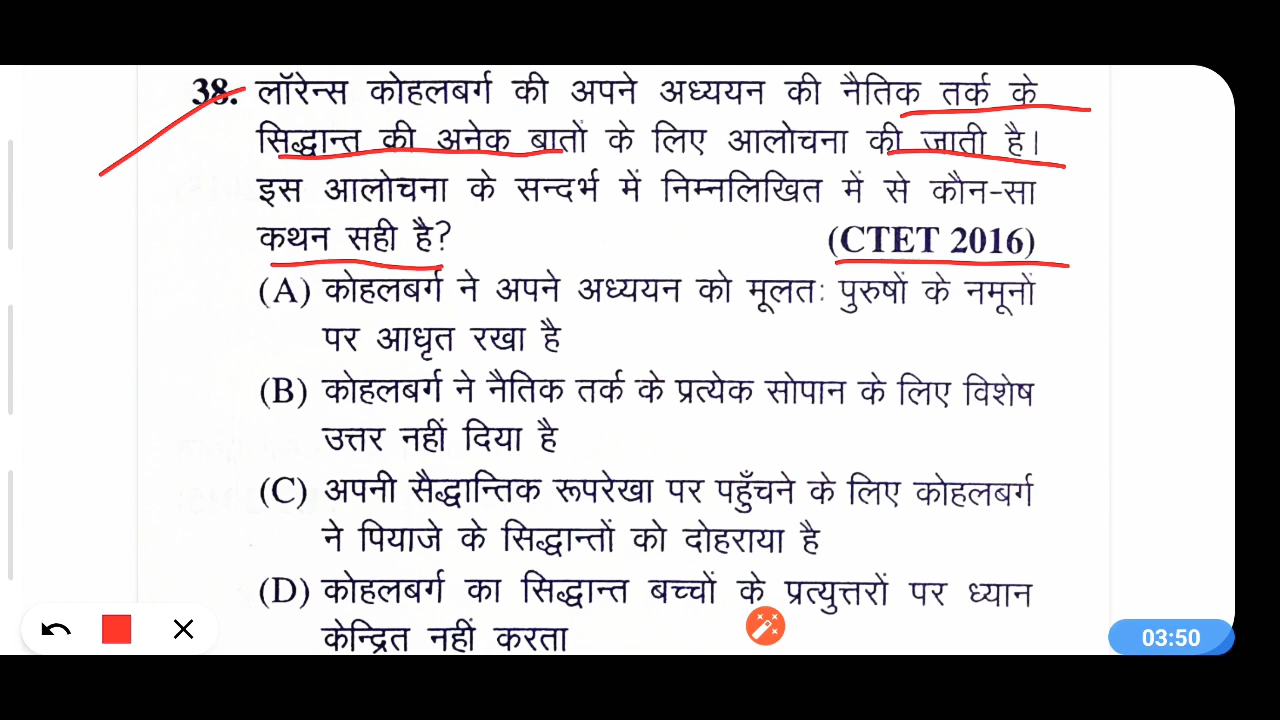 38. लॉरेन्स कोहलबर्ग की अपने अध्ययन की नैतिक तर्क के
सिद्धान्त की अनेक बातों के लिए आलोचना की जाती है।
इस आलोचना के सन्दर्भ में निम्नलिखित में से कौन-सा
कथन सही है? (CTET 2016)
(A) कोहलबर्ग ने अपने अध्ययन को मूलतः पुरुषों के नमूनों
पर आधृत रखा है
(B) कोहलबर्ग ने नैतिक तर्क के प्रत्येक सोपान के लिए विशेष
उत्तर नहीं दिया है
(C) अपनी सैद्धान्तिक रूपरेखा पर पहुँचने के लिए कोहलबर्ग
ने पियाजे के सिद्धान्तों को दोहराया है
(D) कोहलबर्ग का सिद्धान्त बच्चों के प्रत्युत्तरों पर ध्यान
केन्द्रित नहीं करता
03:50